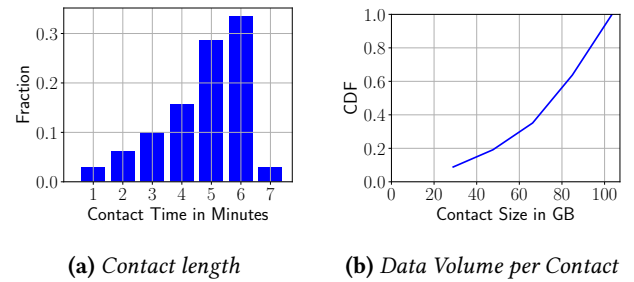 0.3
0.2
0.1
0.0
Fraction
1 2 3 4 5 6 7
Contact Time in Minutes
(a) Contact length
1.0
0.8
0.6
0.4
0.2
0.0
CDF
0 20 40 60 80 100
Contact Size in GB
(b) Data Volume per Contact